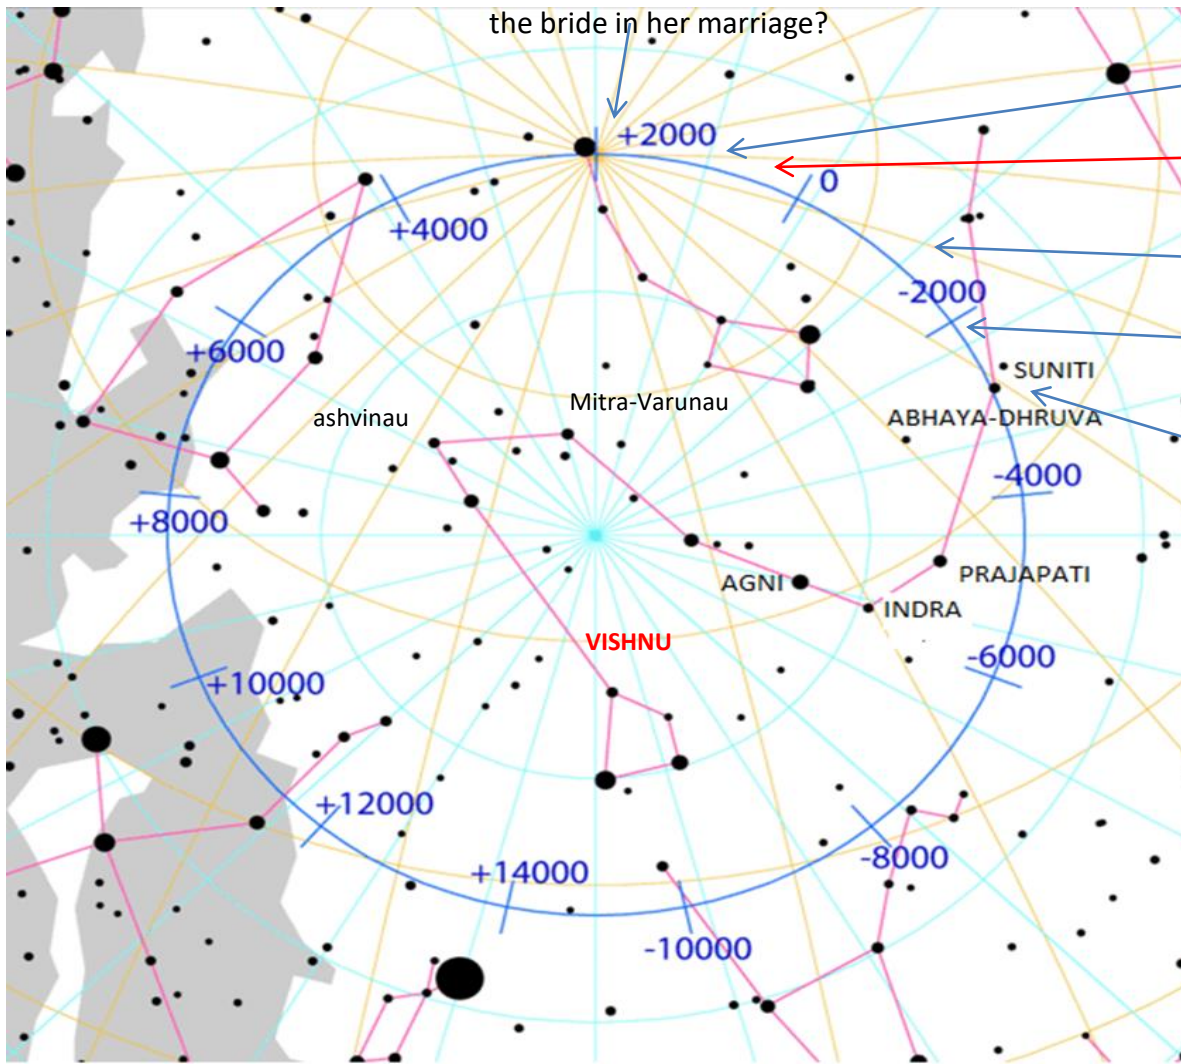 the bride in her marriage?
+2000
0
+4000
-2000
+6000
SUNITI
ashvinau
Mitra-Varunau
ABHAYA-DHRUVA
-4000
+8000
AGNI
PRAJAPATI
INDRA
VISHNU
-6000
+10000
+12000
-8000
+14000
-10000